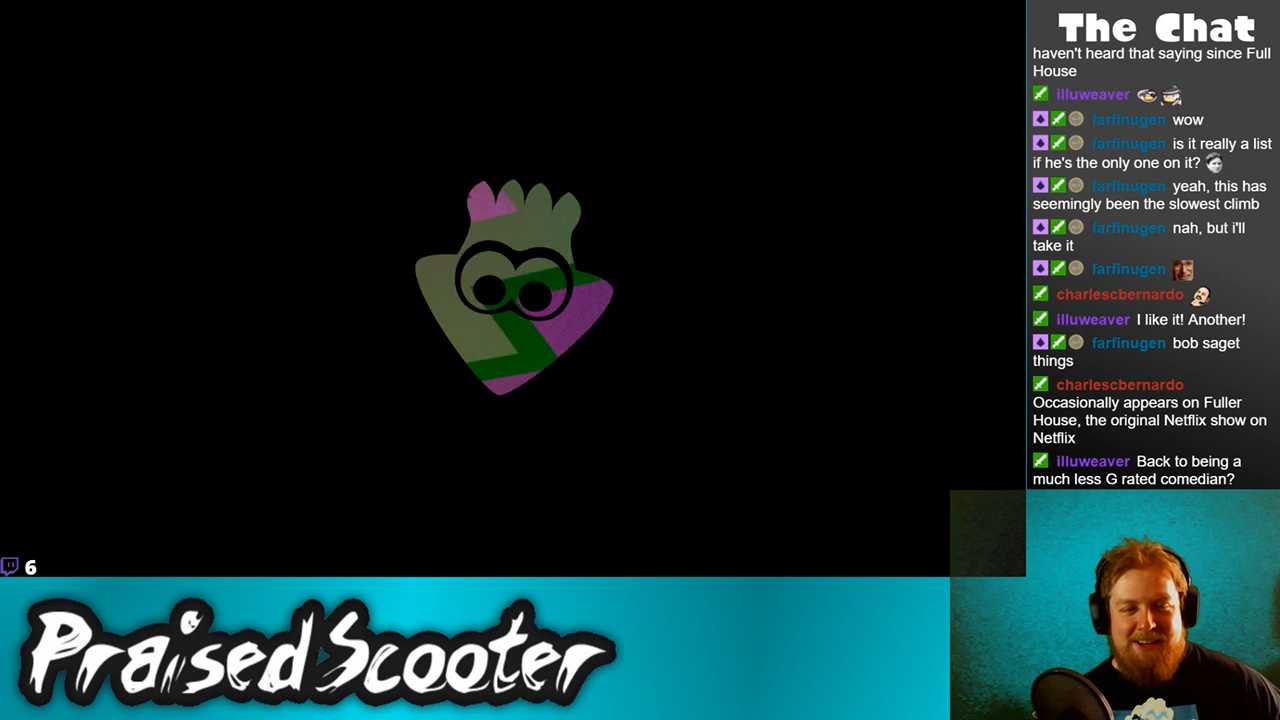 The Chat
haven't heard that saying since Full
House
illuweaver
farfinugen wow
farfinugen is it really a list
if he's the only one on it?
farfinugen yeah, this has
seemingly been the slowest climb
farfinugen nah, but i'll
take it
farfinugen
charlescbernardo
illuweaver I like it! Another!
farfinugen bob saget
things
charlescbernardo
Occasionally appears on Fuller
House, the original Netflix show on
Netflix
illuweaver Back to being a
much less G rated comedian?
6
PraisedScooter